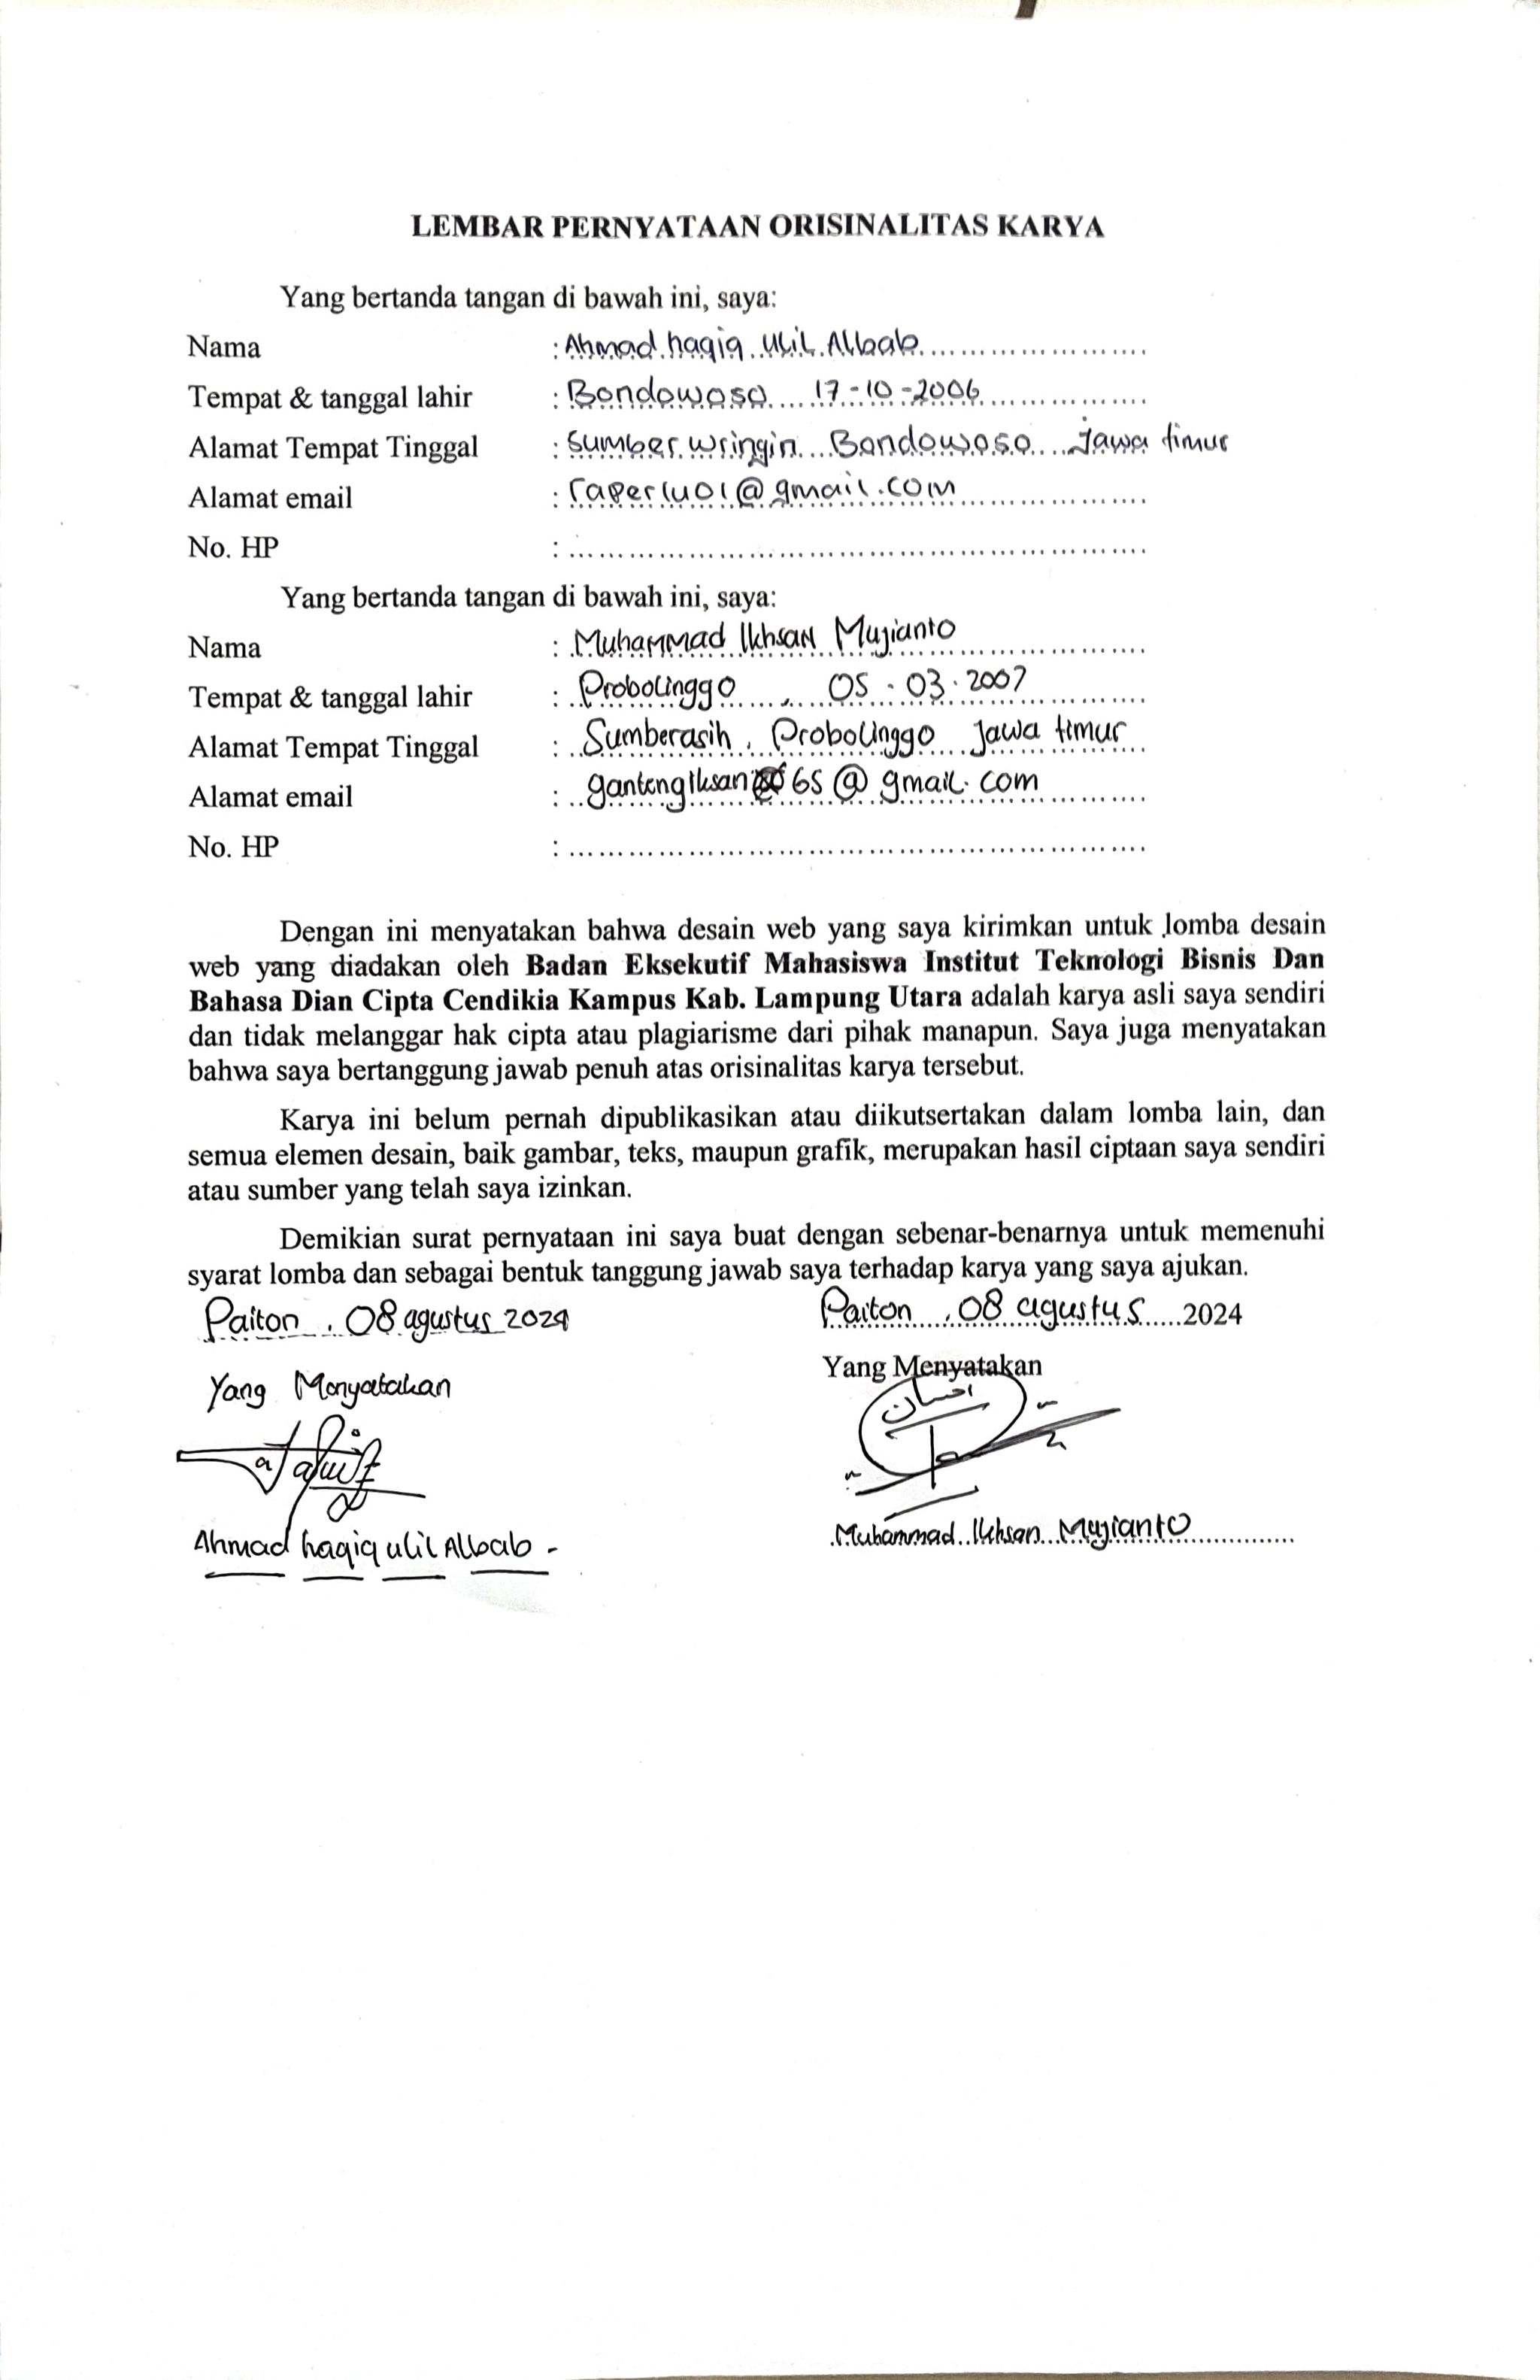 LEMBAR PERNYATAAN ORISINALITAS KARYA
Yang bertanda tangan di bawah ini, saya:
Nama : Ahmad haqiq ulil Albab
Tempat & tanggal lahir : Bondowoso 17-10-2006
Alamat Tempat Tinggal : Sumber wringin Bondowoso Jawa timur
Alamat email : @gmail.com
No. HP :
Yang bertanda tangan di bawah ini, saya:
Nama : Muhammad Ikhsan Mujianto
Tempat & tanggal lahir : Probolinggo, 05.03.2007
Alamat Tempat Tinggal : Sumberasih, Probolinggo Jawa timur
Alamat email : gantengiksan65@gmail.com
No. HP :
Dengan ini menyatakan bahwa desain web yang saya kirimkan untuk lomba desain
web yang diadakan oleh Badan Eksekutif Mahasiswa Institut Teknologi Bisnis Dan
Bahasa Dian Cipta Cendikia Kampus Kab. Lampung Utara adalah karya asli saya sendiri
dan tidak melanggar hak cipta atau plagiarisme dari pihak manapun. Saya juga menyatakan
bahwa saya bertanggung jawab penuh atas orisinalitas karya tersebut.
Karya ini belum pernah dipublikasikan atau diikutsertakan dalam lomba lain, dan
semua elemen desain, baik gambar, teks, maupun grafik, merupakan hasil ciptaan saya sendiri
atau sumber yang telah saya izinkan.
Demikian surat pernyataan ini saya buat dengan sebenar-benarnya untuk memenuhi
syarat lomba dan sebagai bentuk tanggung jawab saya terhadap karya yang saya ajukan.
Paiton, 08 agustus 2024 Paiton, 08 agustus 2024
Yang Menyatakan Yang Menyatakan
احسان
Ahmad haqiq ulil Albab - Muhammad Ikhsan Mujianto